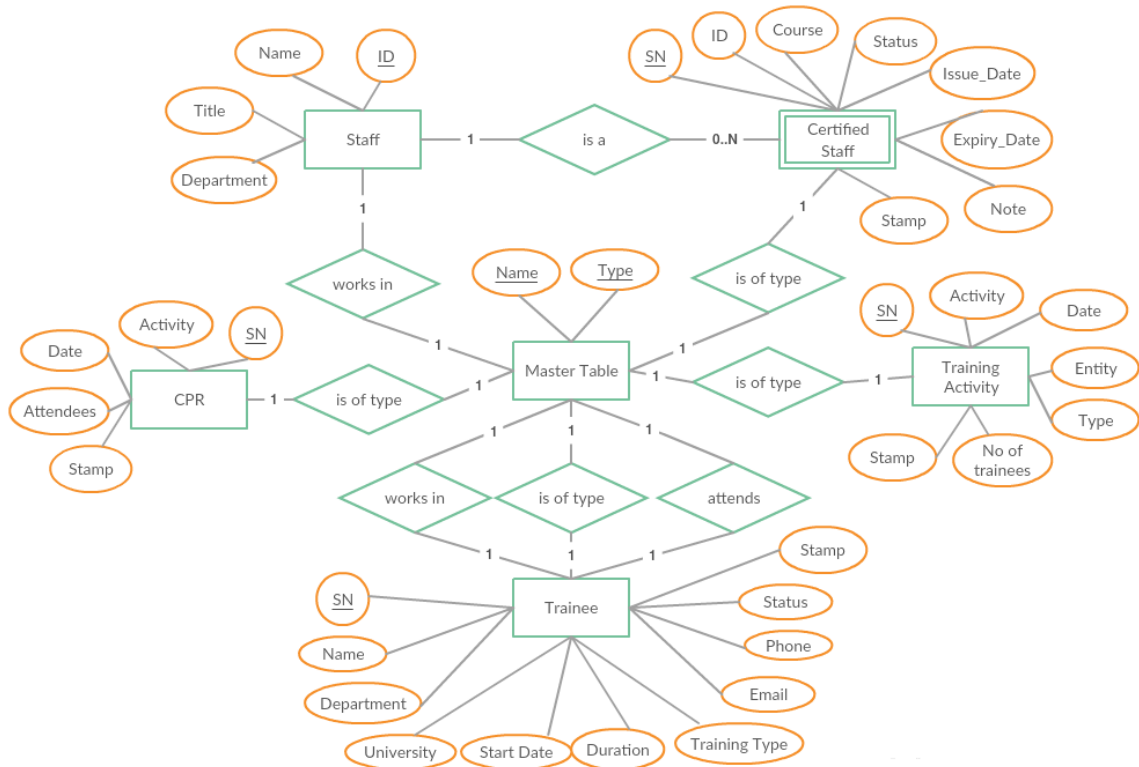 Name
ID
Title
Department
Staff
1
is a
0..N
SN
ID
Course
Status
Issue_Date
Certified
Staff
Expiry_Date
Note
Stamp
1
works in
1
1
is of type
1
Name
Type
Master Table
Date
Activity
SN
Attendees
CPR
Stamp
1
is of type
1
1
is of type
1
SN
Activity
Date
Training
Activity
Entity
Type
Stamp
No of
trainees
1
1
1
works in
is of type
attends
1
1
1
Trainee
SN
Name
Department
University
Start Date
Duration
Training Type
Email
Phone
Status
Stamp